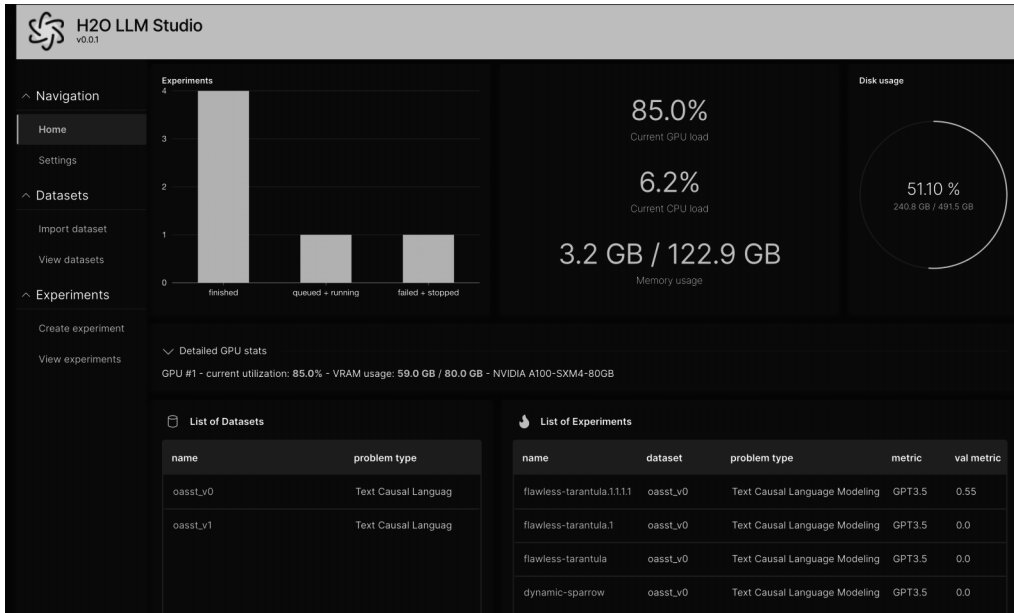 H2O LLM Studio
v0.0.1
Navigation
Home
Settings
Datasets
Import dataset
View datasets
Experiments
Create experiment
View experiments
Experiments
4
3
2
1
0
finished
queued + running
failed + stopped
85.0%
Current GPU load
6.2%
Current CPU load
3.2 GB / 122.9 GB
Memory usage
Disk usage
51.10 %
240.8 GB / 491.5 GB
Detailed GPU stats
GPU #1 - current utilization: 85.0% - VRAM usage: 59.0 GB / 80.0 GB - NVIDIA A100-SXM4-80GB
List of Datasets
name problem type
oasst_v0 Text Causal Languag
oasst_v1 Text Causal Languag
List of Experiments
name dataset problem type metric val metric
flawless-tarantula.1.1.1.1 oasst_v0 Text Causal Language Modeling GPT3.5 0.55
flawless-tarantula.1 oasst_v0 Text Causal Language Modeling GPT3.5 0.0
flawless-tarantula oasst_v0 Text Causal Language Modeling GPT3.5 0.0
dynamic-sparrow oasst_v0 Text Causal Language Modeling GPT3.5 0.0